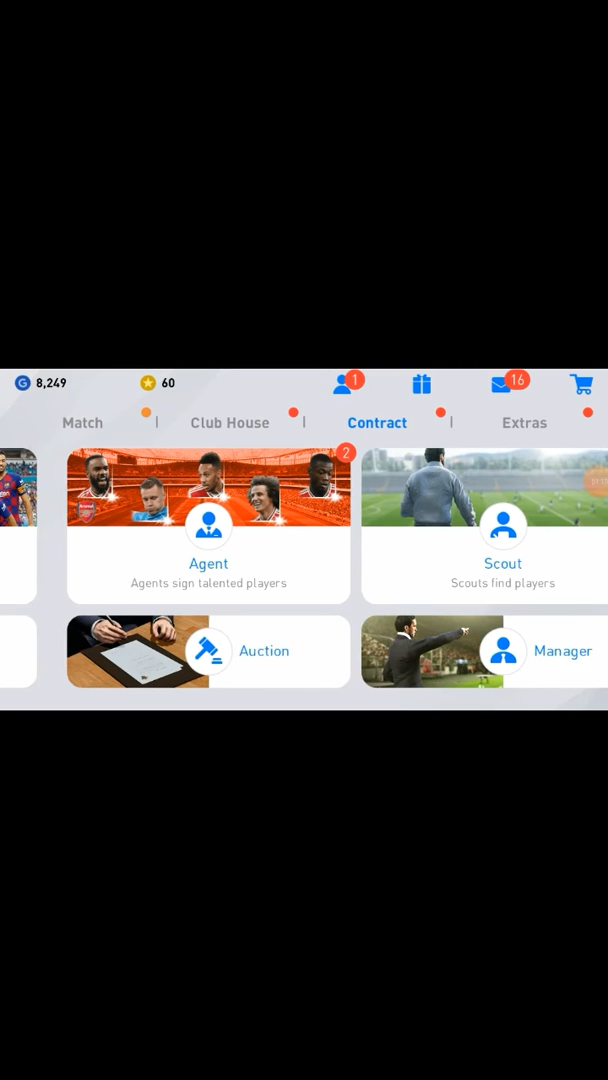 8,249
60
1
16
Match
Club House
Contract
Extras
2
Agent
Agents sign talented players
Scout
Scouts find players
Auction
Manager